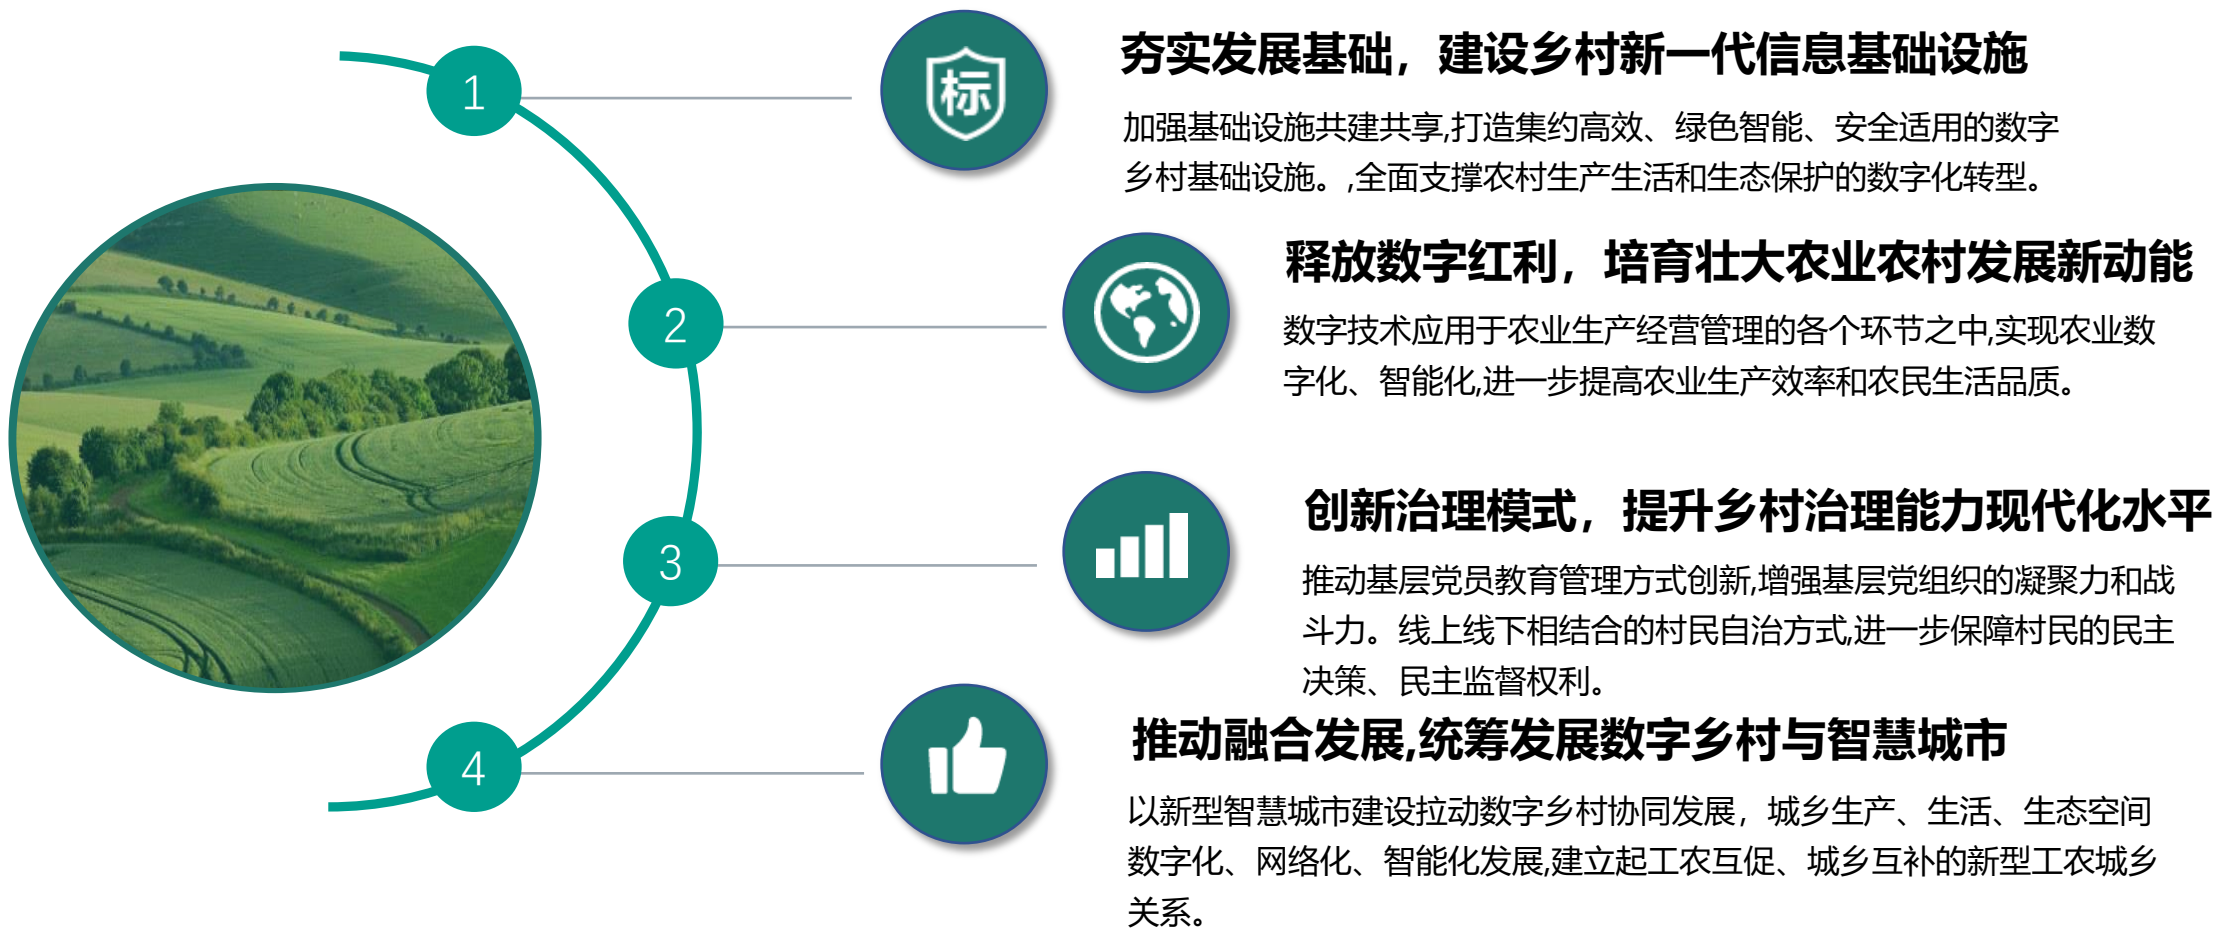 1
标
夯实发展基础，建设乡村新一代信息基础设施
加强基础设施共建共享,打造集约高效、绿色智能、安全适用的数字
乡村基础设施。,全面支撑农村生产生活和生态保护的数字化转型。
2
释放数字红利，培育壮大农业农村发展新动能
数字技术应用于农业生产经营管理的各个环节之中,实现农业数
字化、智能化,进一步提高农业生产效率和农民生活品质。
3
创新治理模式，提升乡村治理能力现代化水平
推动基层党员教育管理方式创新,增强基层党组织的凝聚力和战
斗力。线上线下相结合的村民自治方式,进一步保障村民的民主
决策、民主监督权利。
4
推动融合发展,统筹发展数字乡村与智慧城市
以新型智慧城市建设拉动数字乡村协同发展，城乡生产、生活、生态空间
数字化、网络化、智能化发展,建立起工农互促、城乡互补的新型工农城乡
关系。